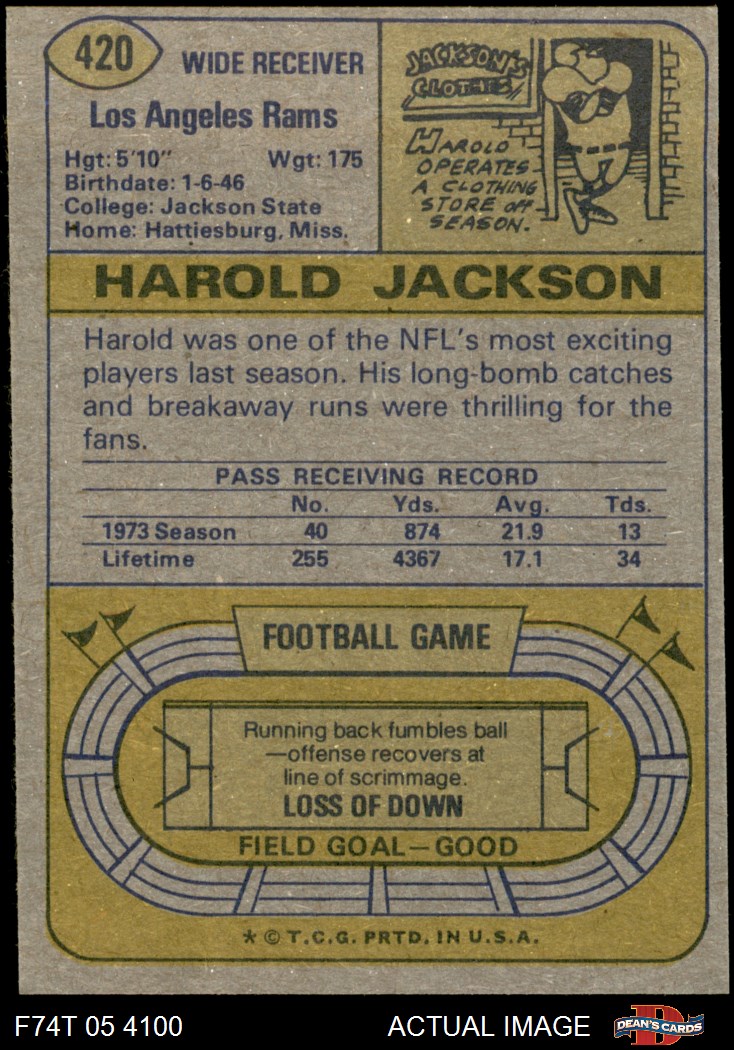 420
WIDE RECEIVER
Los Angeles Rams
Hgt: 5'10" Wgt: 175
Birthdate: 1-6-46
College: Jackson State
Home: Hattiesburg, Miss.
JACKSON'S
CLOTHES
HAROLD
OPERATES
A CLOTHING
STORE OFF
SEASON.
HAROLD JACKSON
Harold was one of the NFL's most exciting
players last season. His long-bomb catches
and breakaway runs were thrilling for the
fans.
PASS RECEIVING RECORD
No. Yds. Avg. Tds.
1973 Season 40 874 21.9 13
Lifetime 255 4367 17.1 34
FOOTBALL GAME
Running back fumbles ball
—offense recovers at
line of scrimmage.
LOSS OF DOWN
FIELD GOAL—GOOD
* © T.C.G. PRTD. IN U.S.A.
F74T 05 4100 ACTUAL IMAGE
D
DEAN'S CARDS